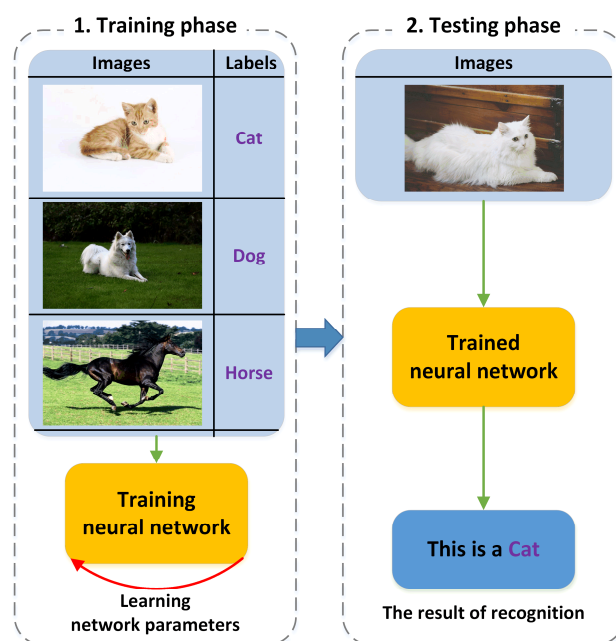 1. Training phase
Images Labels
Cat
Dog
Horse
Training
neural network
Learning
network parameters
2. Testing phase
Images
Trained
neural network
This is a Cat
The result of recognition